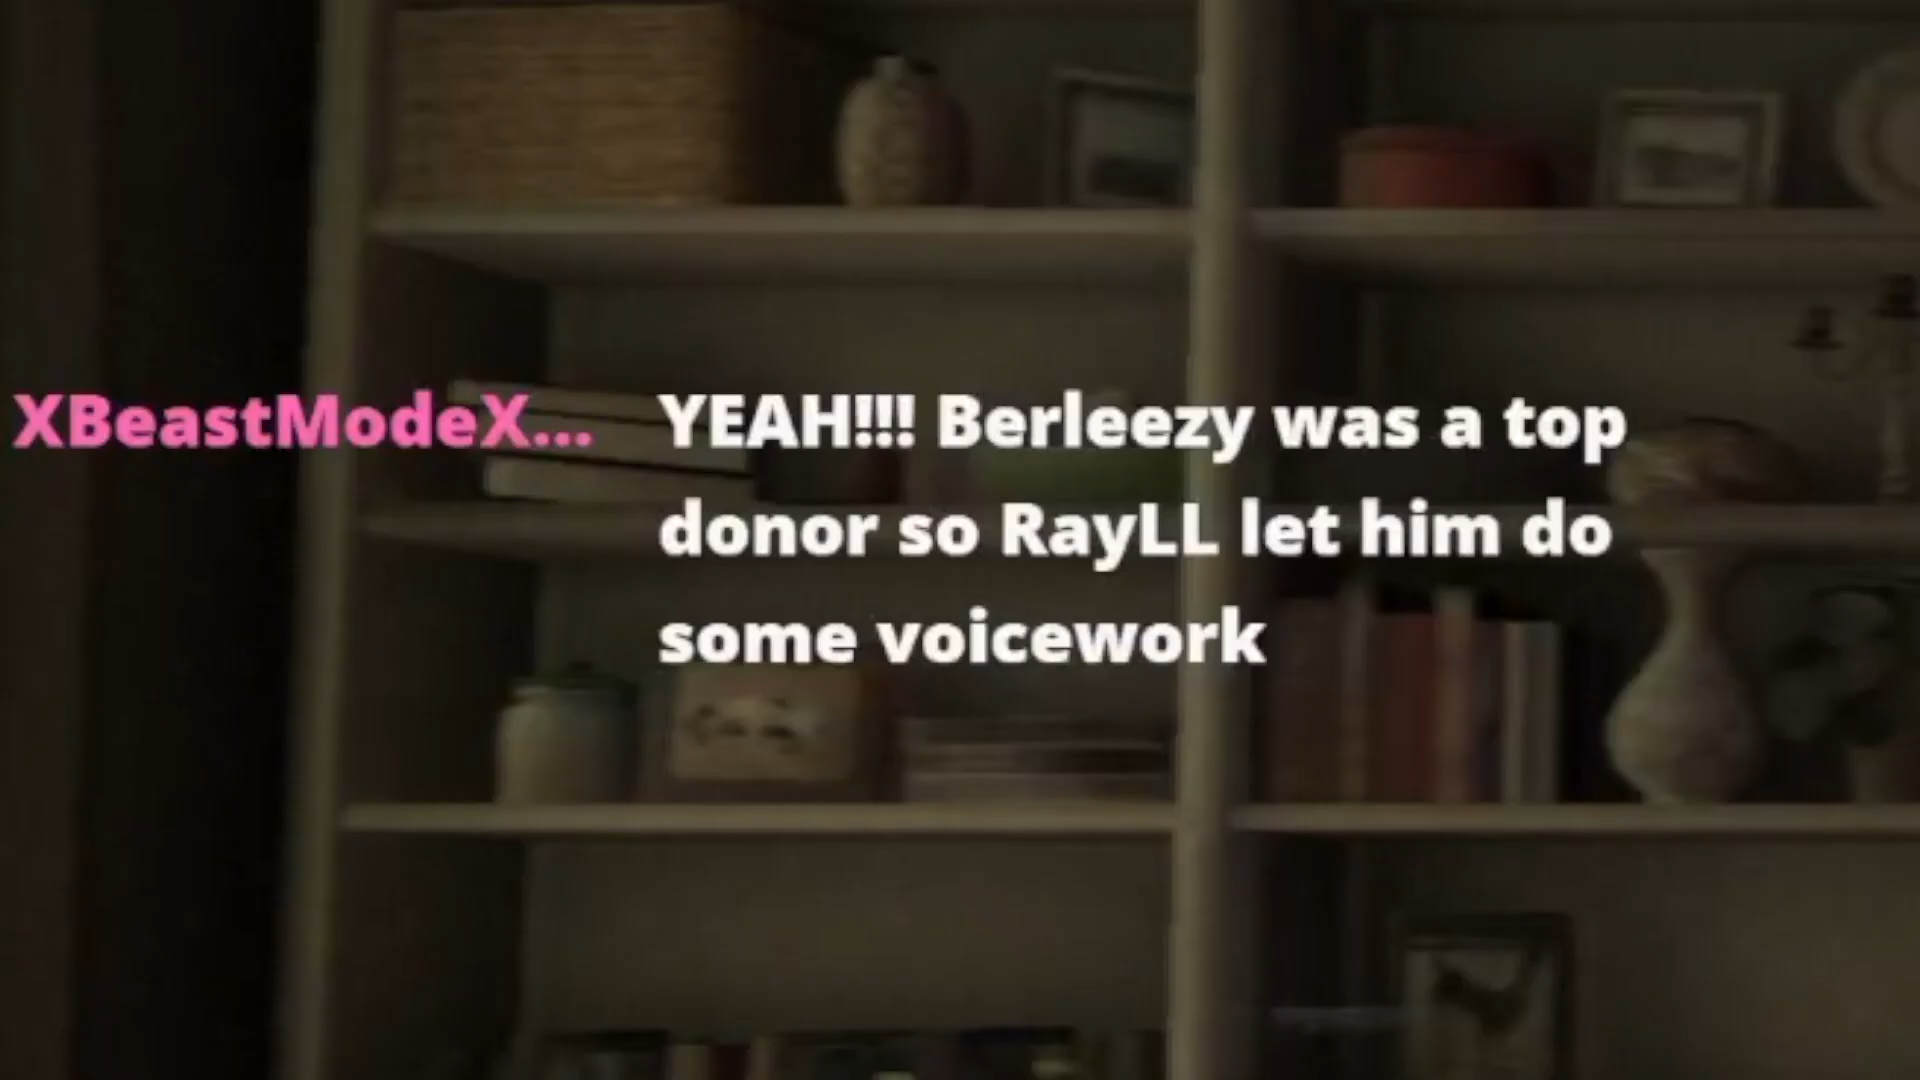 XBeastModeX... YEAH!!! Berleezy was a top
donor so RayLL let him do
some voicework